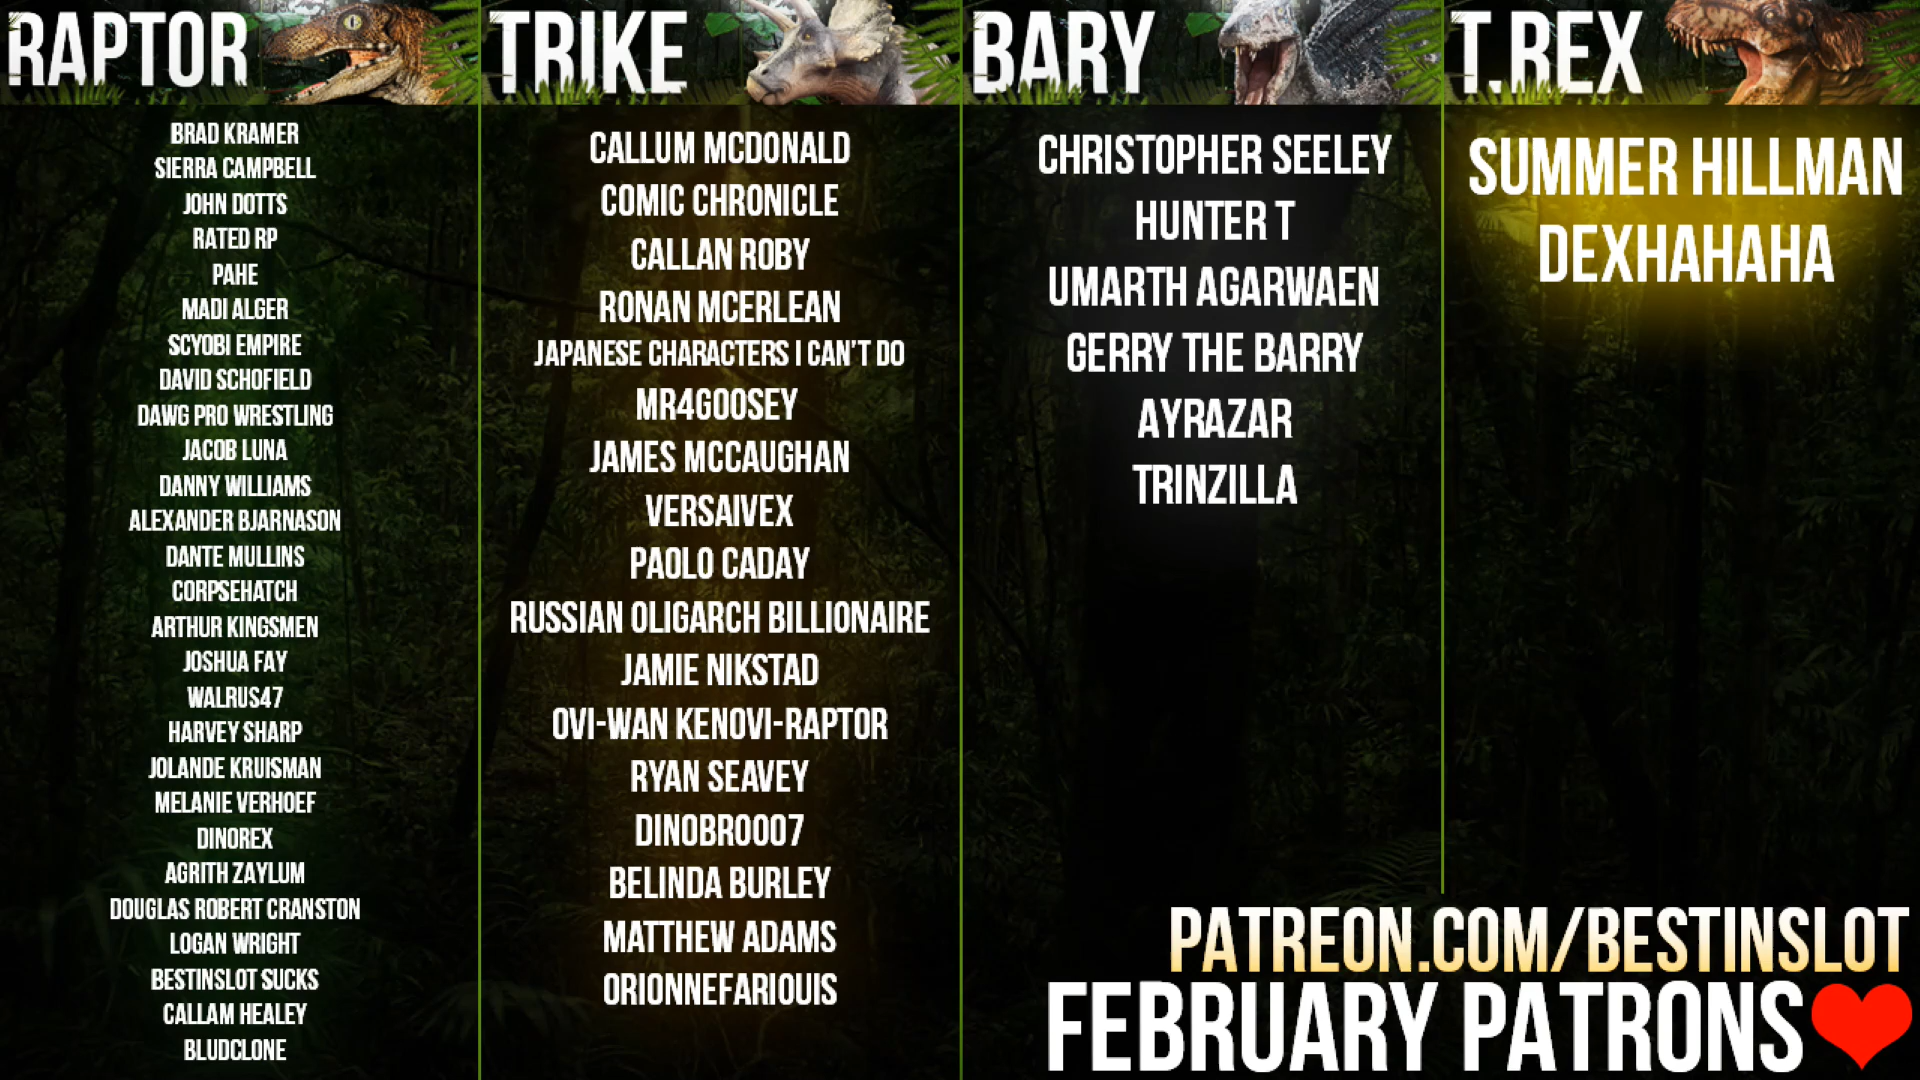 RAPTOR
BRAD KRAMER
SIERRA CAMPBELL
JOHN DOTTS
RATED RP
PAHE
MADI ALGER
SCYOBI EMPIRE
DAVID SCHOFIELD
DAWG PRO WRESTLING
JACOB LUNA
DANNY WILLIAMS
ALEXANDER BJARNASON
DANTE MULLINS
CORPSEHATCH
ARTHUR KINGSMEN
JOSHUA FAY
WALRUS47
HARVEY SHARP
JOLANDE KRUISMAN
MELANIE VERHOEF
DINOREX
AGRITH ZAYLUM
DOUGLAS ROBERT CRANSTON
LOGAN WRIGHT
BESTINSLOT SUCKS
CALLAM HEALEY
BLUDCLONE
TRIKE
CALLUM MCDONALD
COMIC CHRONICLE
CALLAN ROBY
RONAN MCERLEAN
JAPANESE CHARACTERS I CAN'T DO
MR4GOOSEY
JAMES MCCAUGHAN
VERSAIVEX
PAOLO CADAY
RUSSIAN OLIGARCH BILLIONAIRE
JAMIE NIKSTAD
OVI-WAN KENOVI-RAPTOR
RYAN SEAVEY
DINOBRO007
BELINDA BURLEY
MATTHEW ADAMS
ORIONNEFARIOUIS
BARY
CHRISTOPHER SEELEY
HUNTER T
UMARTH AGARWAEN
GERRY THE BARRY
AYRAZAR
TRINZILLA
T.REX
SUMMER HILLMAN
DEXHAHAHA
PATREON.COM/BESTINSLOT
FEBRUARY PATRONS